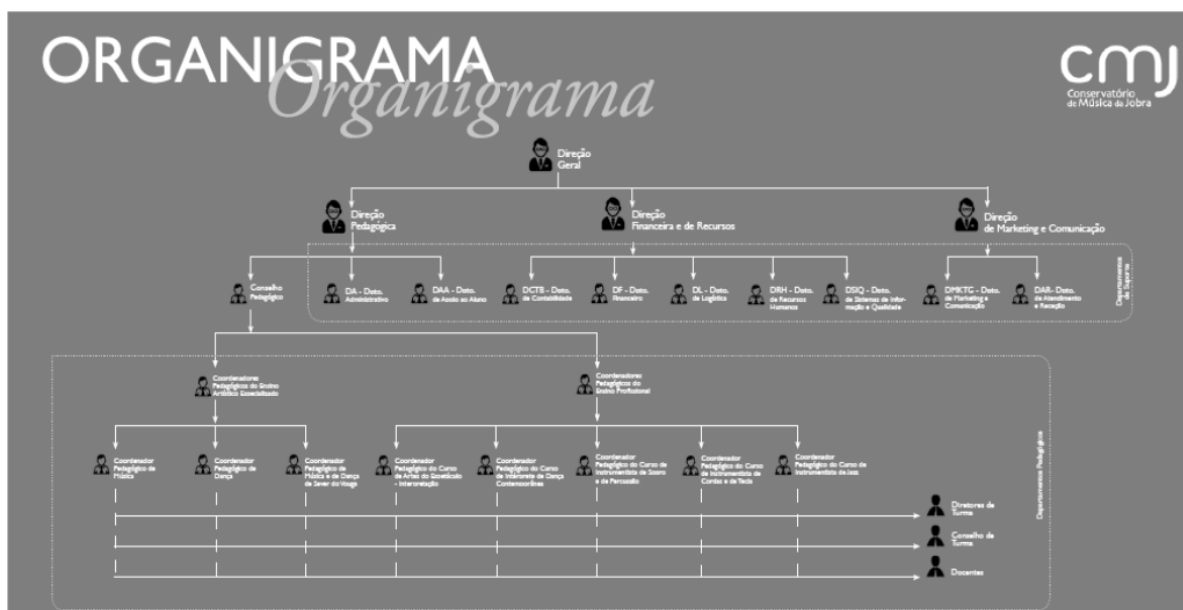 ORGANIGRAMA
Organigrama
cmj
Conservatório
de Música da Jobra
Direção
Geral
Direção
Pedagógica
Direção
Financeira e de Recursos
Direção
de Marketing e Comunicação
Conselho
Pedagógico
DA - Dpto.
Administrativo
DAA - Dpto.
de Apoio ao Aluno
DCTB - Dpto.
de Contabilidade
DF - Dpto.
Financeiro
DL - Dpto.
de Logística
DRH - Dpto.
de Recursos
Humanos
DSIQ - Dpto.
de Sistemas de Infor-
mação e Qualidade
DMKTG - Dpto.
de Marketing e
Comunicação
DAR- Dpto.
de Atendimento
e Receção
Departamentos
de Suporte
Coordenadores
Pedagógicos do Ensino
Artístico Especializado
Coordenadores
Pedagógicos do
Ensino Profissional
Coordenador
Pedagógico de
Música
Coordenador
Pedagógico de
Dança
Coordenador
Pedagógico de
Música e de Dança
de Sever do Vouga
Coordenador
Pedagógico do Curso
de Artes do Espetáculo
- Interpretação
Coordenador
Pedagógico do Curso
de Intérprete de Dança
Contemporânea
Coordenador
Pedagógico do Curso de
Instrumentista de Sopro
e de Percussão
Coordenador
Pedagógico do Curso
de Instrumentista de
Cordas e de Tecla
Coordenador
Pedagógico do Curso de
Instrumentista de Jazz
Departamentos Pedagógicos
Diretores de
Turma
Conselho de
Turma
Docentes